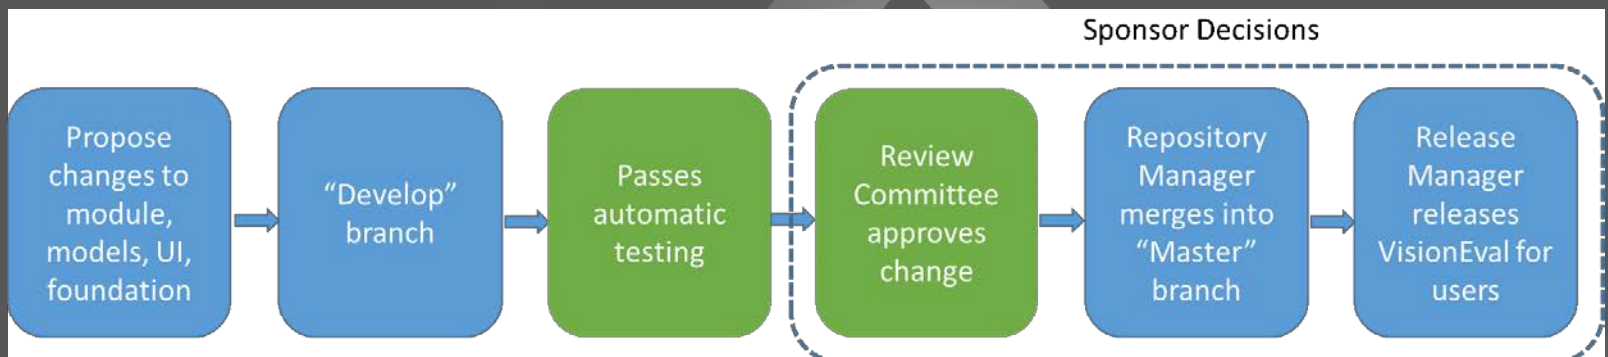 Sponsor Decisions
Propose
changes to
module,
models, UI,
foundation
“Develop”
branch
Passes
automatic
testing
Review
Committee
approves
change
Repository
Manager
merges into
“Master”
branch
Release
Manager
releases
VisionEval for
users